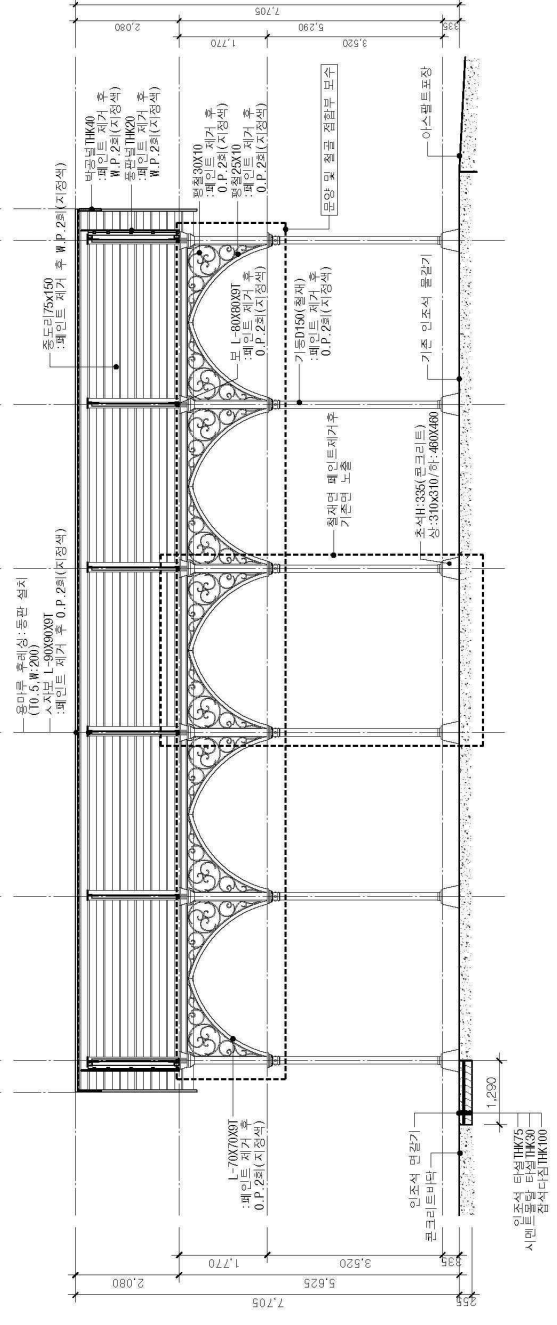 용마루 후레싱:동판 설치
(T0.5,W:200)
ㅅ자보 L-90X90X9T
:페인트 제거 후 O.P.2회(지정색)
중도리75x150
:페인트 제거 후 W.P.2회(지정색)
박공널THK40
:페인트 제거 후
W.P.2회(지정색)
풍판널THK20
:페인트 제거 후
W.P.2회(지정색)
평철30X10
:페인트 제거 후
O.P.2회(지정색)
평철25X10
:페인트 제거 후
O.P.2회(지정색)
보 L-80X80X9T
:페인트 제거 후
O.P.2회(지정색)
기둥D150(철재)
:페인트 제거 후
O.P.2회(지정색)
문양 및 철골 접합부 보수
철재면 페인트제거후
기존면 노출
초석H:335(콘크리트)
상:310x310/하:460X460
기존 인조석 물갈기
아스팔트포장
L-70X70X9T
:페인트 제거 후
O.P.2회(지정색)
인조석 면갈기
콘크리트바닥
인조석 타설THK75
시멘트몰탈 타설THK30
잡석다짐THK100
1,290
7,705
2,080
5,290
335
1,770
3,520
335
1,770
3,520
2,080
5,625
7,705
255